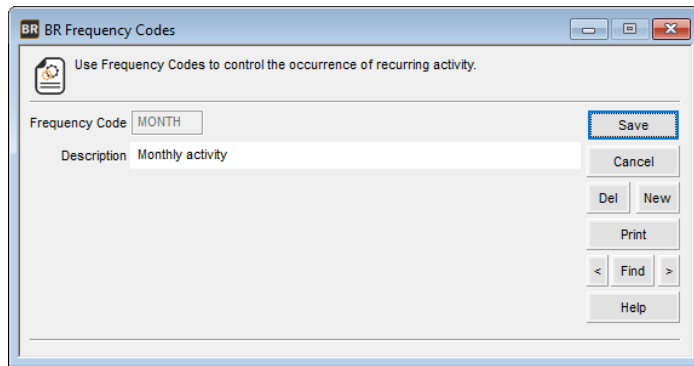 BR BR Frequency Codes
Use Frequency Codes to control the occurrence of recurring activity.
Frequency Code MONTH
Save
Description Monthly activity
Cancel
Del New
Print
< Find >
Help